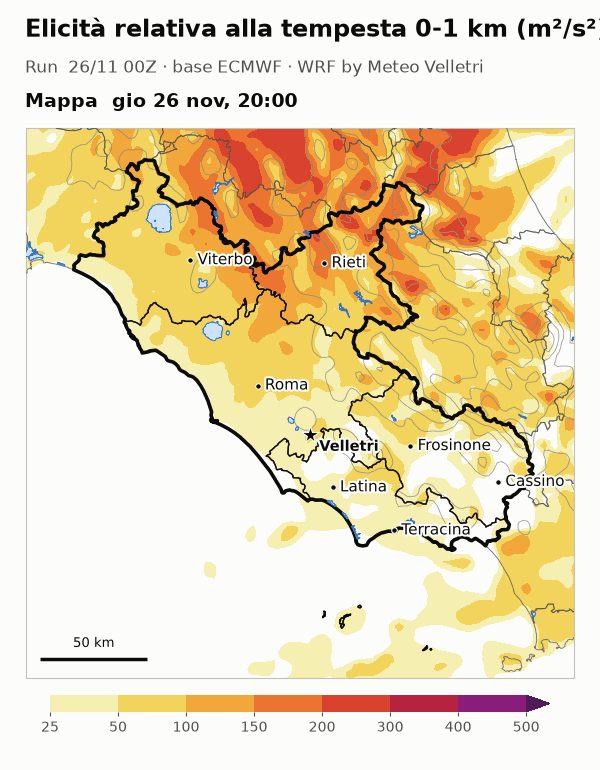 Elicità relativa alla tempesta 0-1 km (m²/s²)
Run 26/11 00Z · base ECMWF · WRF by Meteo Velletri
Mappa gio 26 nov, 20:00
Viterbo
Rieti
Roma
Velletri
Frosinone
Latina
Cassino
Terracina
50 km
25 50 100 150 200 300 400 500